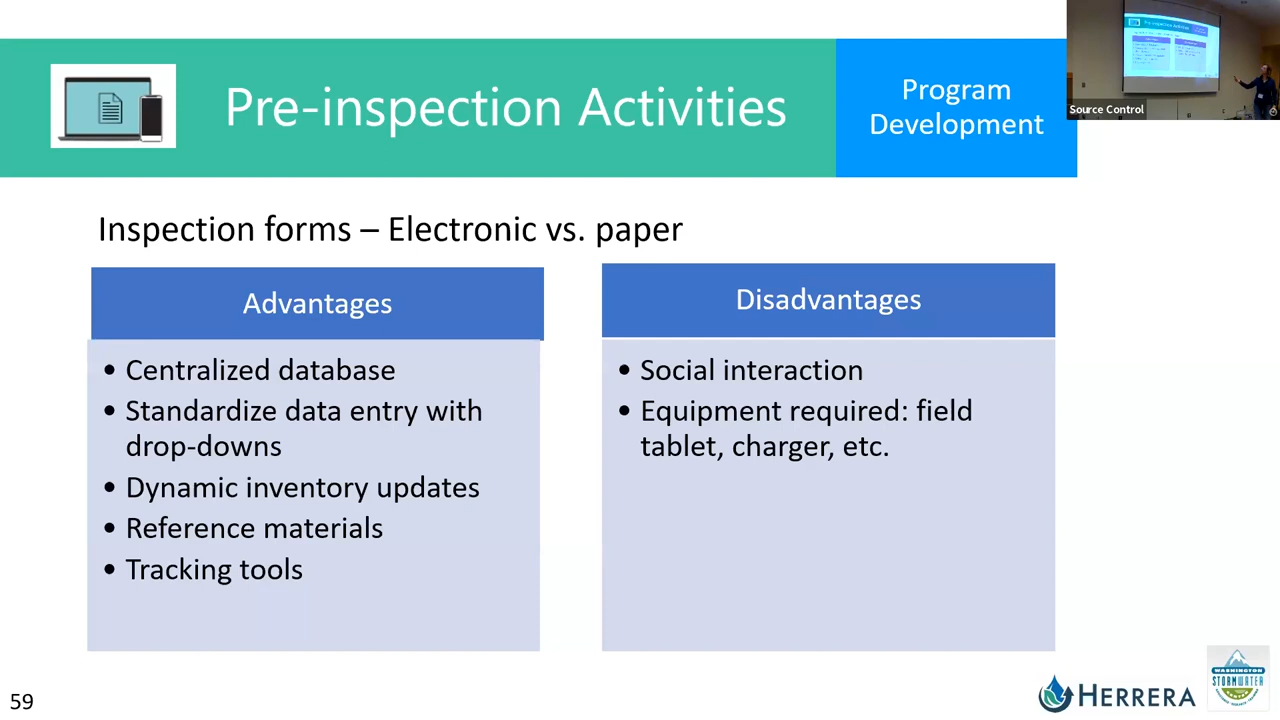 Pre-inspection Activities
Program
Development
Source Control
Inspection forms – Electronic vs. paper
Advantages
• Centralized database
• Standardize data entry with
drop-downs
• Dynamic inventory updates
• Reference materials
• Tracking tools
Disadvantages
• Social interaction
• Equipment required: field
tablet, charger, etc.
59
HERRERA
WASHINGTON
STORMWATER
CENTER